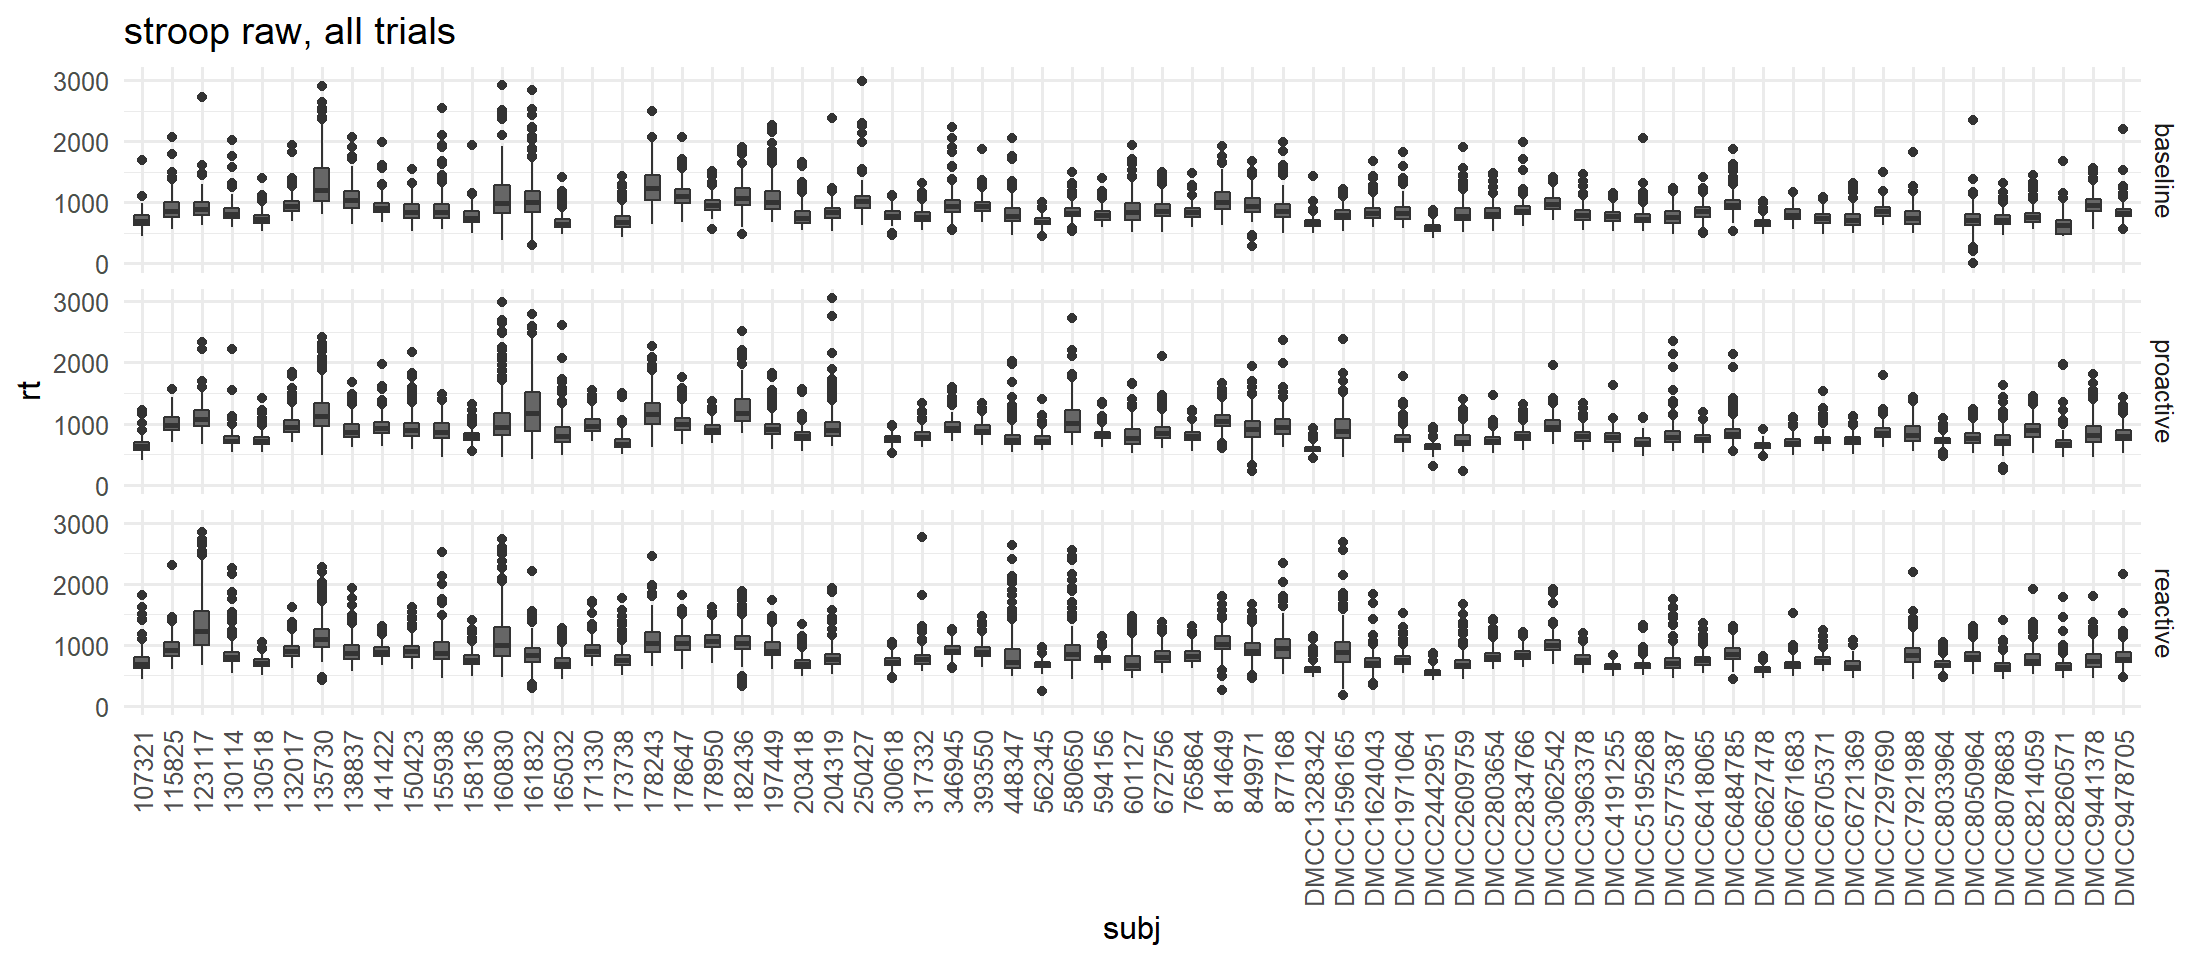 stroop raw, all trials
3000
2000
1000
0
baseline
3000
2000
1000
0
proactive
3000
2000
1000
0
reactive
rt
107321
115825
123117
130114
130518
132017
135730
138837
141422
150423
155938
158136
160830
161832
165032
171330
173738
178243
178647
178950
182436
197449
203418
204319
250427
300618
317332
346945
393550
448347
562345
580650
594156
601127
672756
765864
814649
849971
877168
DMCC1328342
DMCC1596165
DMCC1624043
DMCC1971064
DMCC2442951
DMCC2609759
DMCC2803654
DMCC2834766
DMCC3062542
DMCC3963378
DMCC4191255
DMCC5195268
DMCC5775387
DMCC6418065
DMCC6484785
DMCC6627478
DMCC6671683
DMCC6705371
DMCC6721369
DMCC7297690
DMCC7921988
DMCC8033964
DMCC8050964
DMCC8078683
DMCC8214059
DMCC8260571
DMCC9441378
DMCC9478705
subj